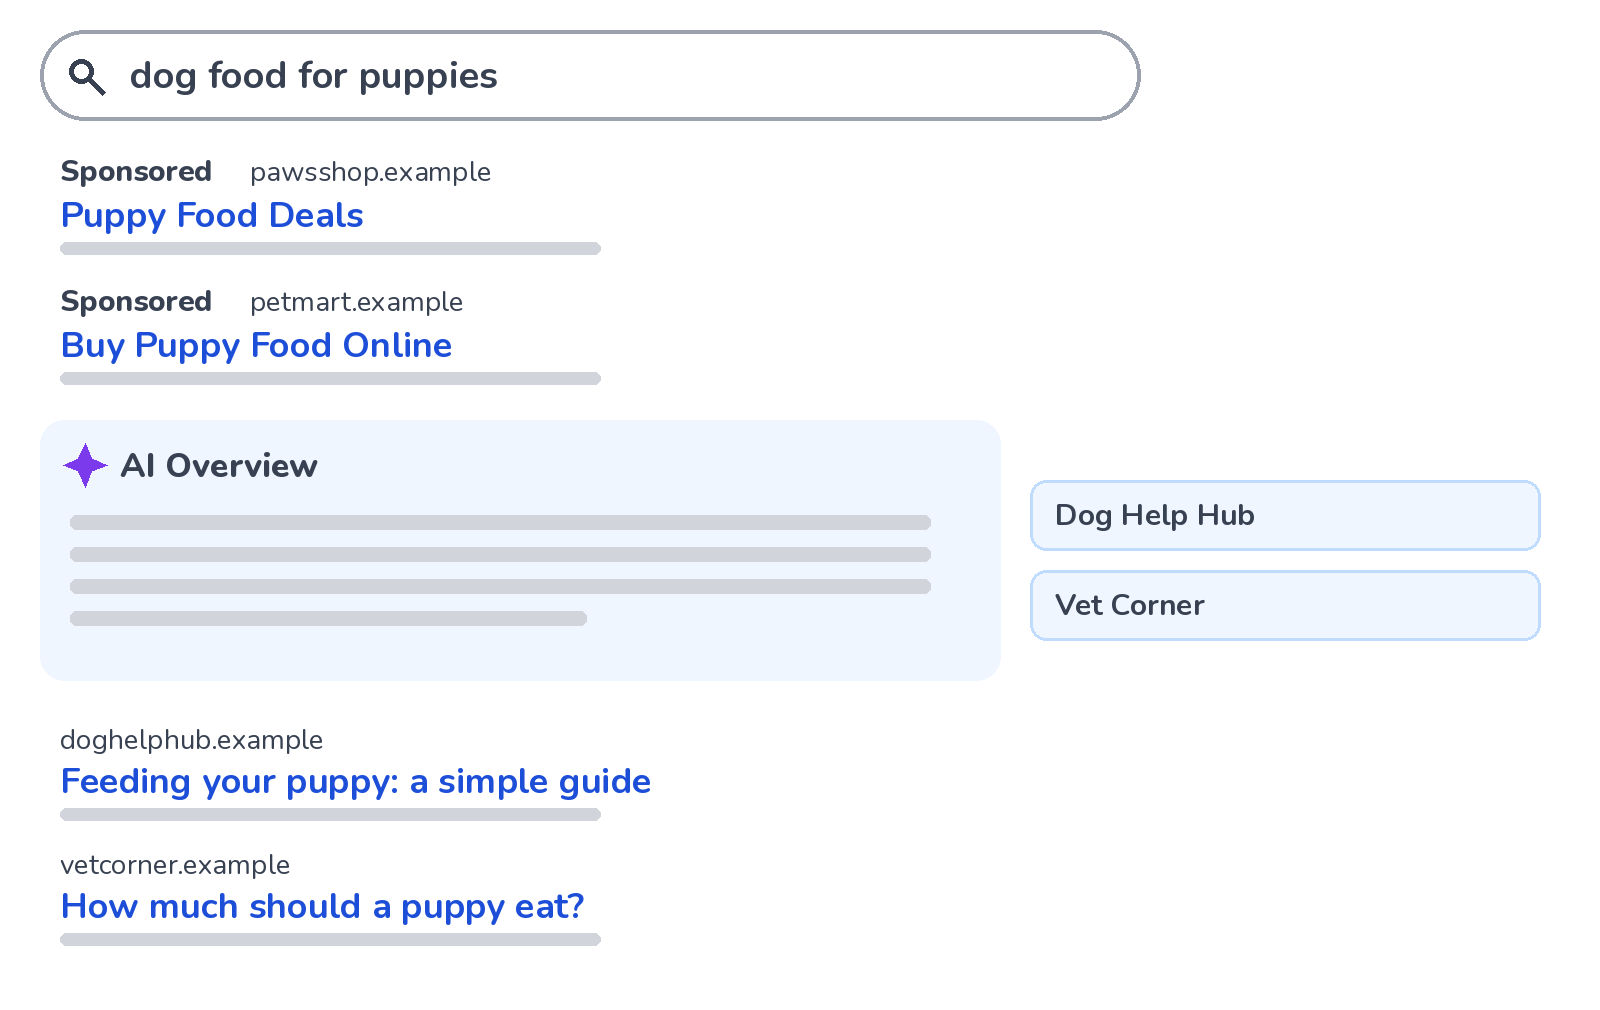 dog food for puppies
Sponsored pawsshop.example
Puppy Food Deals
Sponsored petmart.example
Buy Puppy Food Online
AI Overview
Dog Help Hub
Vet Corner
doghelphub.example
Feeding your puppy: a simple guide
vetcorner.example
How much should a puppy eat?